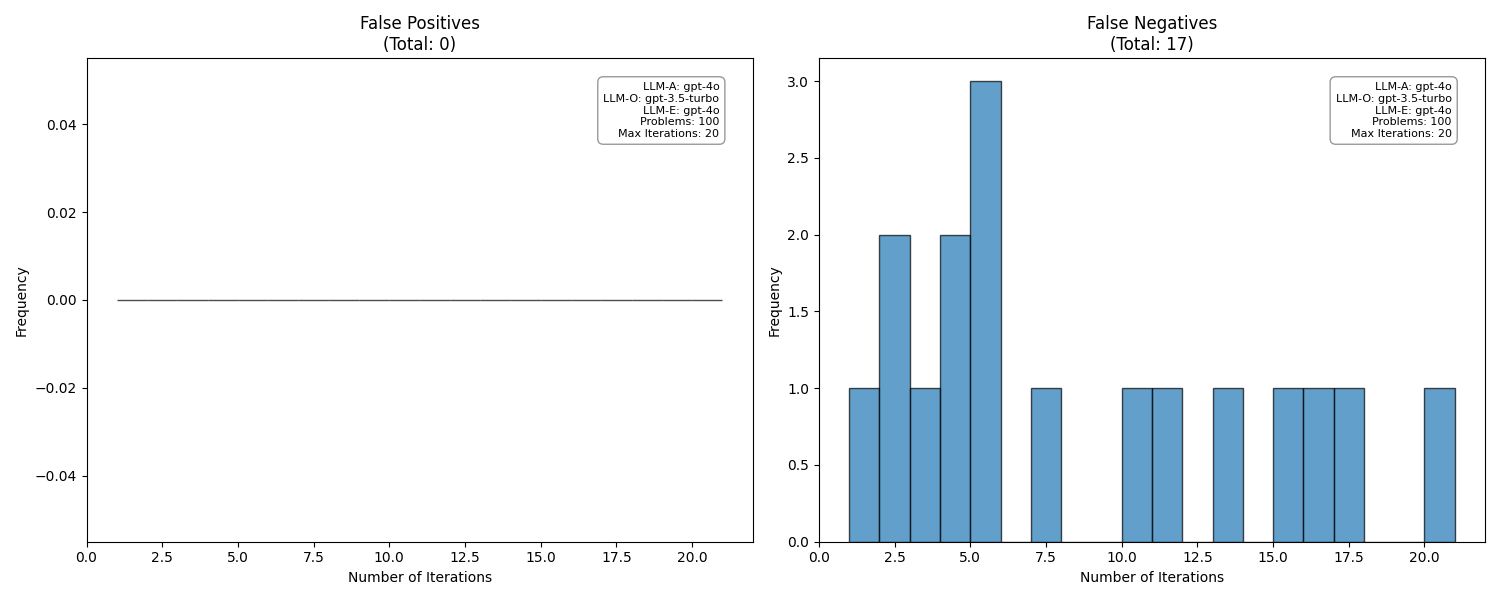 False Positives
(Total: 0)
LLM-A: gpt-4o
LLM-O: gpt-3.5-turbo
LLM-E: gpt-4o
Problems: 100
Max Iterations: 20
Frequency
0.04
0.02
0.00
−0.02
−0.04
0.0 2.5 5.0 7.5 10.0 12.5 15.0 17.5 20.0
Number of Iterations
False Negatives
(Total: 17)
LLM-A: gpt-4o
LLM-O: gpt-3.5-turbo
LLM-E: gpt-4o
Problems: 100
Max Iterations: 20
Frequency
3.0
2.5
2.0
1.5
1.0
0.5
0.0
0.0 2.5 5.0 7.5 10.0 12.5 15.0 17.5 20.0
Number of Iterations